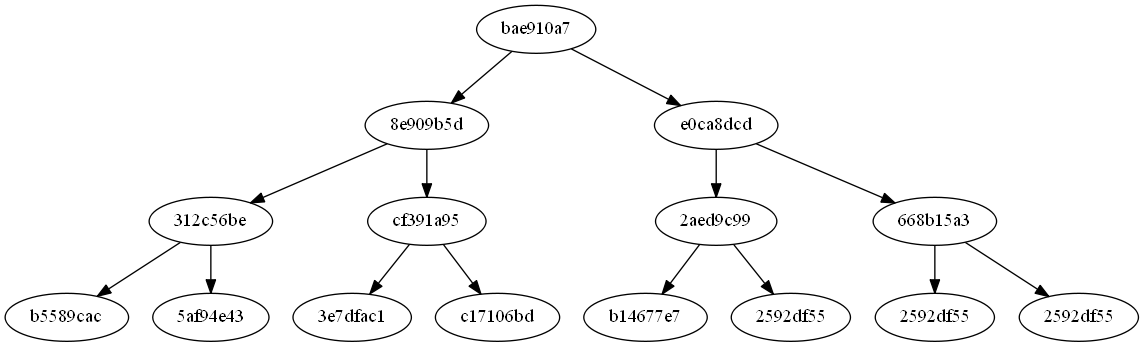 bae910a7
8e909b5d e0ca8dcd
312c56be cf391a95 2aed9c99 668b15a3
b5589cac 5af94e43 3e7dfac1 c17106bd b14677e7 2592df55 2592df55 2592df55